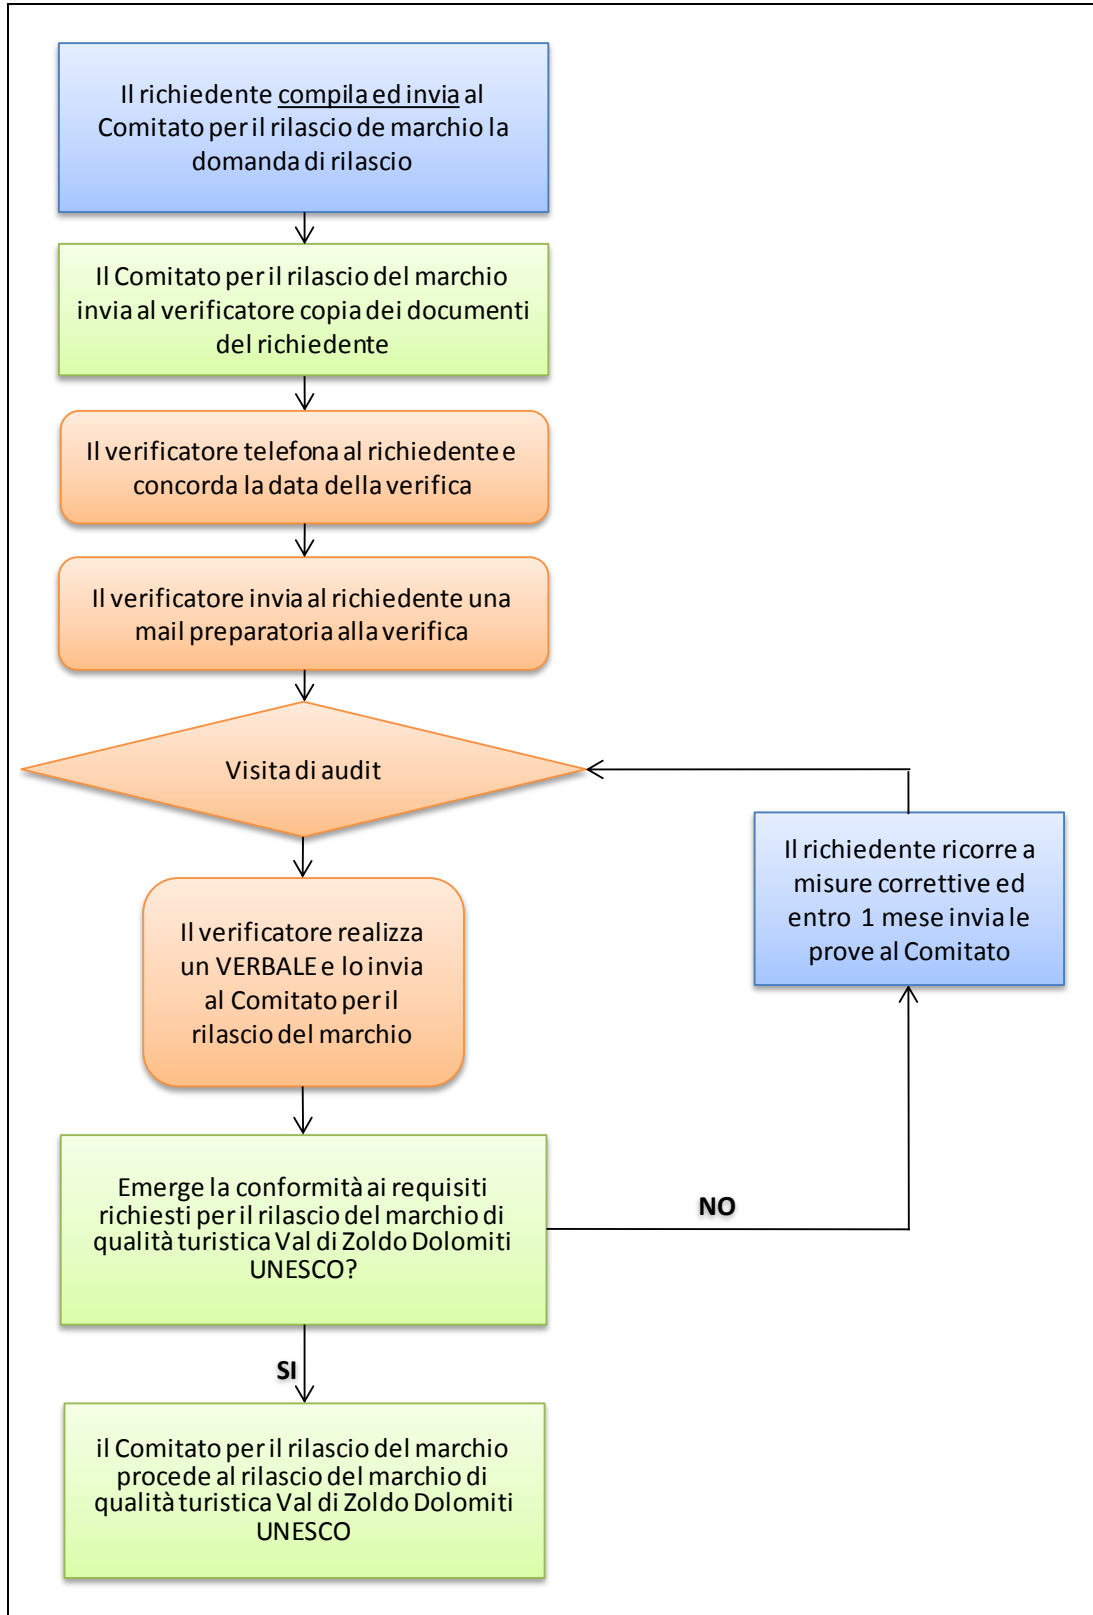 Il richiedente compila ed invia al
Comitato per il rilascio de marchio la
domanda di rilascio
Il Comitato per il rilascio del marchio
invia al verificatore copia dei documenti
del richiedente
Il verificatore telefona al richiedente e
concorda la data della verifica
Il verificatore invia al richiedente una
mail preparatoria alla verifica
Visita di audit
Il richiedente ricorre a
misure correttive ed
entro 1 mese invia le
prove al Comitato
Il verificatore realizza
un VERBALE e lo invia
al Comitato per il
rilascio del marchio
Emerge la conformità ai requisiti
richiesti per il rilascio del marchio di
qualità turistica Val di Zoldo Dolomiti
UNESCO?
NO
SI
il Comitato per il rilascio del marchio
procede al rilascio del marchio di
qualità turistica Val di Zoldo Dolomiti
UNESCO